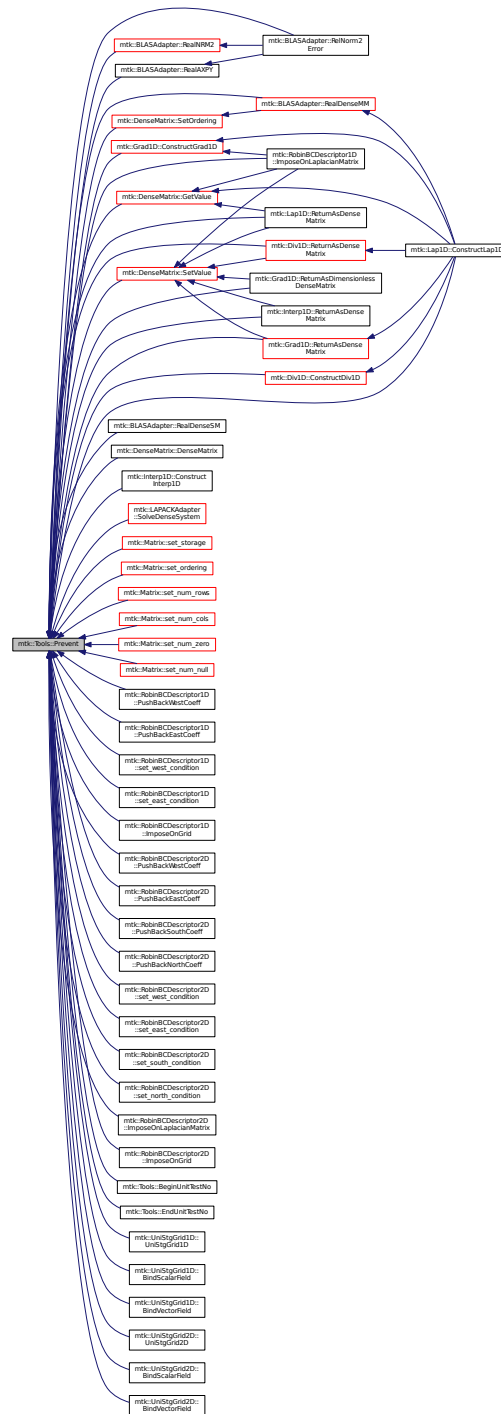 mtk::BLASAdapter::RelNorm2
Error
mtk::BLASAdapter::RealNRM2
mtk::BLASAdapter::RealAXPY
mtk::BLASAdapter::RealDenseMM
mtk::DenseMatrix::SetOrdering
mtk::Grad1D::ConstructGrad1D
mtk::RobinBCDescriptor1D
::ImposeOnLaplacianMatrix
mtk::DenseMatrix::GetValue
mtk::Lap1D::ReturnAsDense
Matrix
mtk::Div1D::ReturnAsDense
Matrix
mtk::Lap1D::ConstructLap1D
mtk::DenseMatrix::SetValue
mtk::Grad1D::ReturnAsDimensionless
DenseMatrix
mtk::Interp1D::ReturnAsDense
Matrix
mtk::Grad1D::ReturnAsDense
Matrix
mtk::Div1D::ConstructDiv1D
mtk::BLASAdapter::RealDenseSM
mtk::DenseMatrix::DenseMatrix
mtk::Interp1D::Construct
Interp1D
mtk::LAPACKAdapter
::SolveDenseSystem
mtk::Matrix::set_storage
mtk::Matrix::set_ordering
mtk::Matrix::set_num_rows
mtk::Matrix::set_num_cols
mtk::Tools::Prevent
mtk::Matrix::set_num_zero
mtk::Matrix::set_num_null
mtk::RobinBCDescriptor1D
::PushBackWestCoeff
mtk::RobinBCDescriptor1D
::PushBackEastCoeff
mtk::RobinBCDescriptor1D
::set_west_condition
mtk::RobinBCDescriptor1D
::set_east_condition
mtk::RobinBCDescriptor1D
::ImposeOnGrid
mtk::RobinBCDescriptor2D
::PushBackWestCoeff
mtk::RobinBCDescriptor2D
::PushBackEastCoeff
mtk::RobinBCDescriptor2D
::PushBackSouthCoeff
mtk::RobinBCDescriptor2D
::PushBackNorthCoeff
mtk::RobinBCDescriptor2D
::set_west_condition
mtk::RobinBCDescriptor2D
::set_east_condition
mtk::RobinBCDescriptor2D
::set_south_condition
mtk::RobinBCDescriptor2D
::set_north_condition
mtk::RobinBCDescriptor2D
::ImposeOnLaplacianMatrix
mtk::RobinBCDescriptor2D
::ImposeOnGrid
mtk::Tools::BeginUnitTestNo
mtk::Tools::EndUnitTestNo
mtk::UniStgGrid1D::
UniStgGrid1D
mtk::UniStgGrid1D::
BindScalarField
mtk::UniStgGrid1D::
BindVectorField
mtk::UniStgGrid2D::
UniStgGrid2D
mtk::UniStgGrid2D::
BindScalarField
mtk::UniStgGrid2D::
BindVectorField